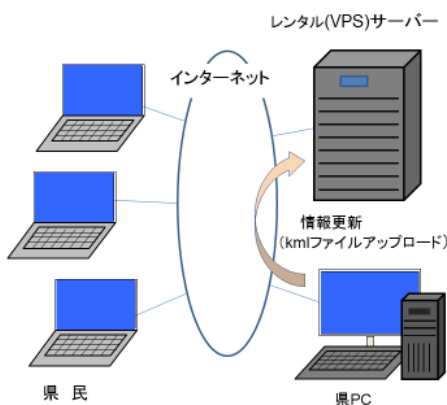 レンタル(VPS)サーバー
インターネット
情報更新
(kmlファイルアップロード)
県 民
県PC